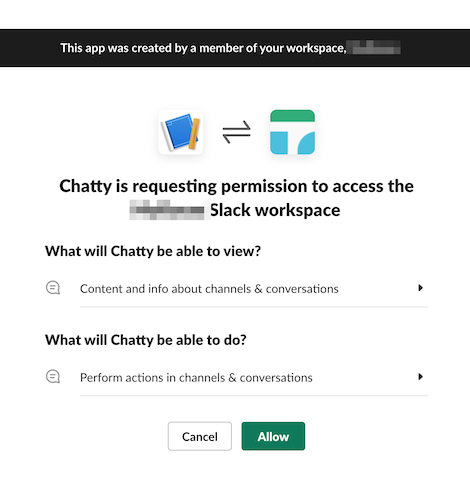 This app was created by a member of your workspace,
Chatty is requesting permission to access the
Slack workspace
What will Chatty be able to view?
Content and info about channels & conversations
What will Chatty be able to do?
Perform actions in channels & conversations
Cancel
Allow